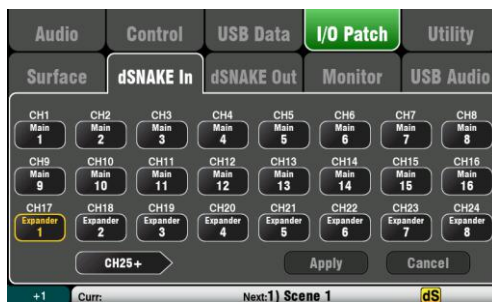 Audio Control USB Data I/O Patch Utility
Surface dSNAKE In dSNAKE Out Monitor USB Audio
CH1 CH2 CH3 CH4 CH5 CH6 CH7 CH8
Main Main Main Main Main Main Main Main
1 2 3 4 5 6 7 8
CH9 CH10 CH11 CH12 CH13 CH14 CH15 CH16
Main Main Main Main Main Main Main Main
9 10 11 12 13 14 15 16
CH17 CH18 CH19 CH20 CH21 CH22 CH23 CH24
Expander Expander Expander Expander Expander Expander Expander Expander
1 2 3 4 5 6 7 8
CH25+ Apply Cancel
+1 Curr: Next:1) Scene 1 dS